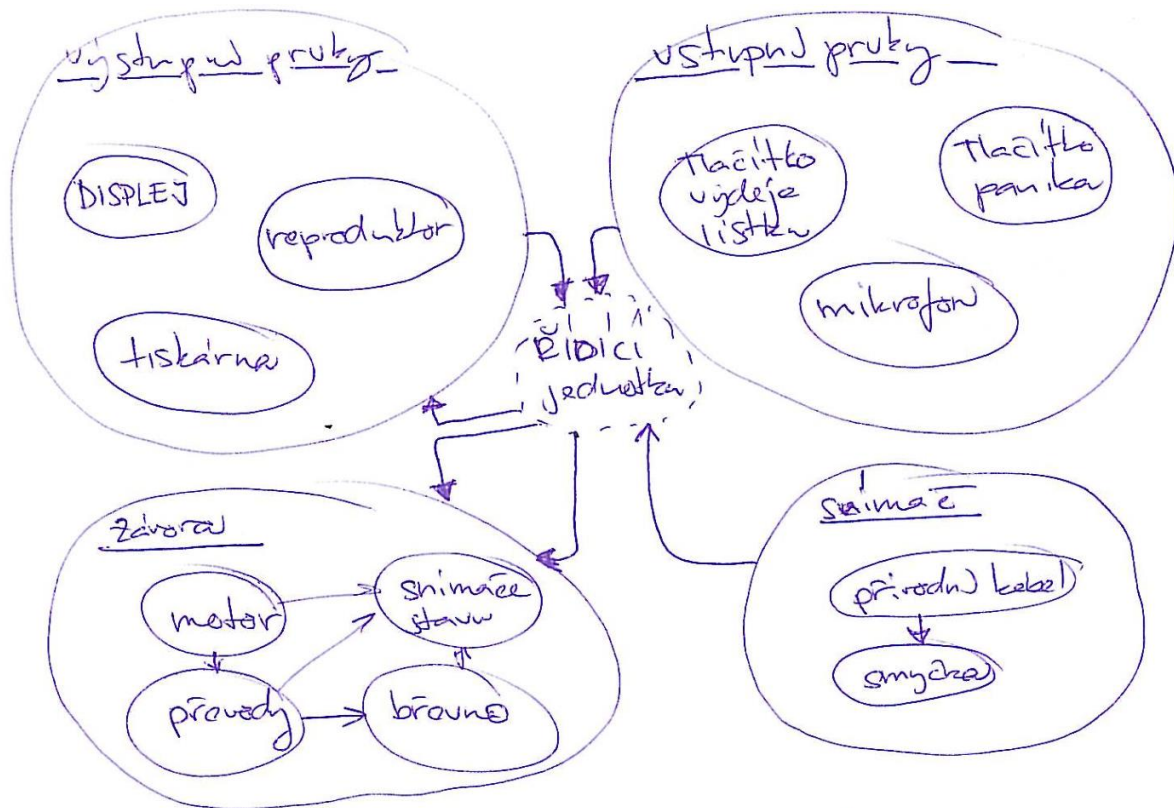 výstupní prvky
DISPLEJ
reproduktor
tiskárna
vstupní prvky
tlačítko
výdeje
lístku
tlačítko
panika
mikrofon
ŘÍDÍCÍ
jednotka
závora
motor
snímače
stavu
převody
břevno
snímač
přívodní kabel
smyčka